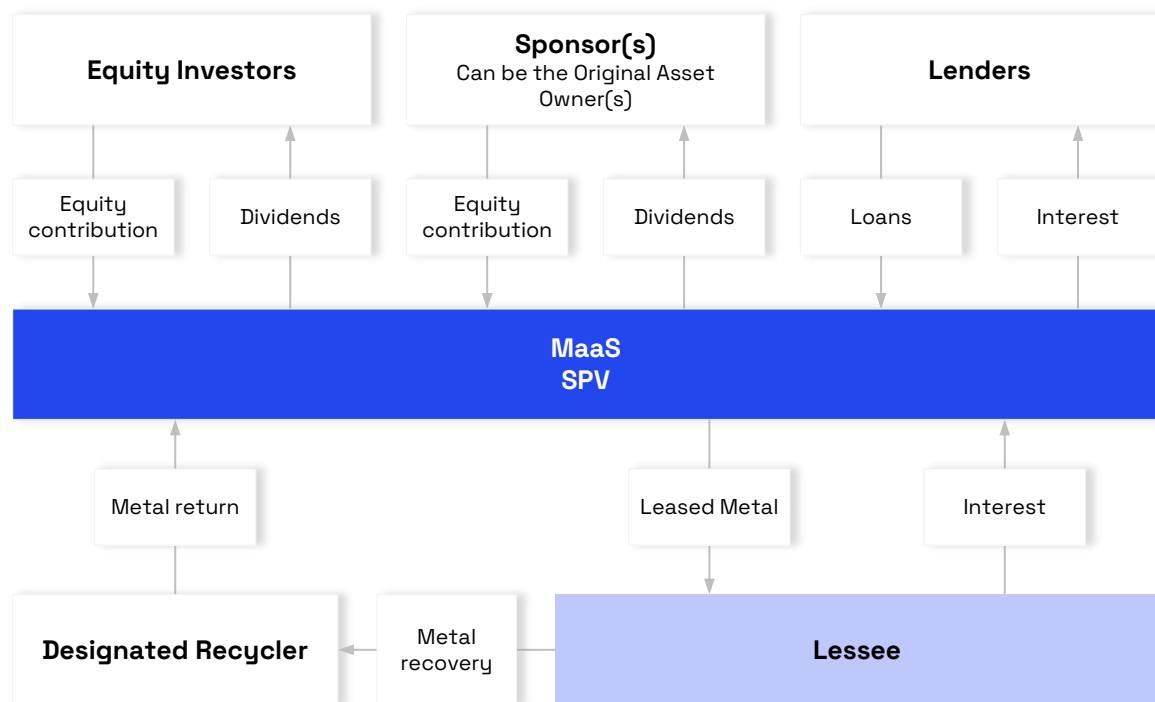 Equity Investors
Sponsor(s)
Can be the Original Asset
Owner(s)
Lenders
Equity
contribution
Dividends
Equity
contribution
Dividends
Loans
Interest
MaaS
SPV
Metal return
Leased Metal
Interest
Designated Recycler
Metal
recovery
Lessee